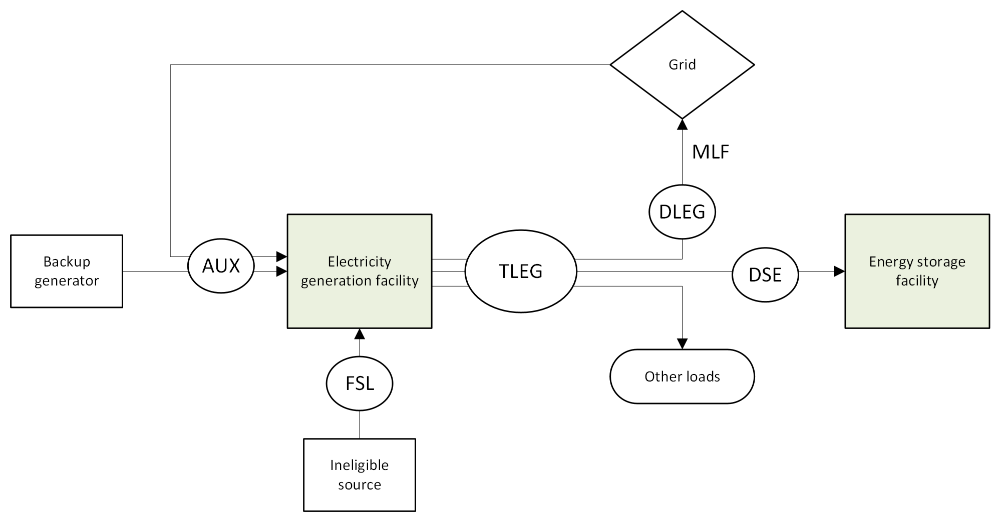 Grid
MLF
DLEG
Backup
generator
AUX
Electricity
generation facility
TLEG
DSE
Energy storage
facility
FSL
Other loads
Ineligible
source